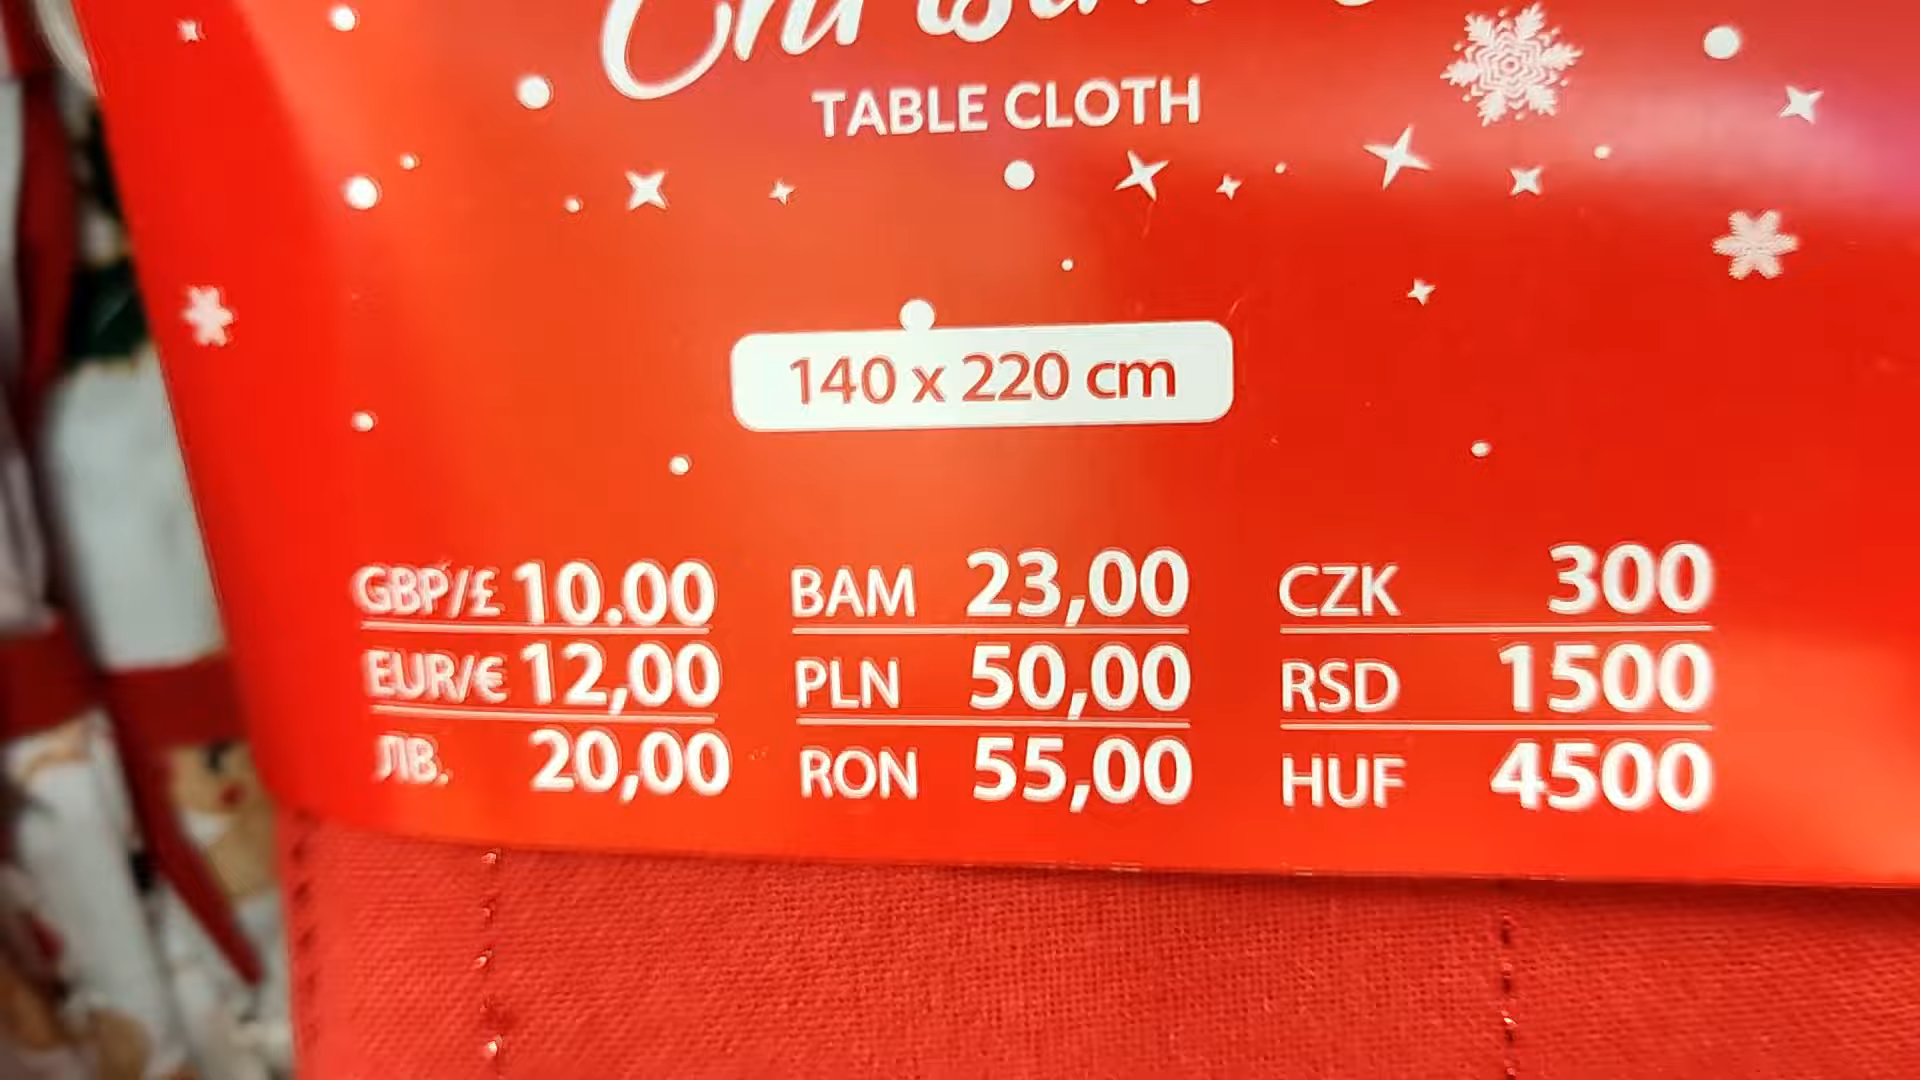 Christmas
TABLE CLOTH
140 x 220 cm
GBP/£ 10.00 BAM 23,00 CZK 300
EUR/€ 12,00 PLN 50,00 RSD 1500
ЛВ. 20,00 RON 55,00 HUF 4500